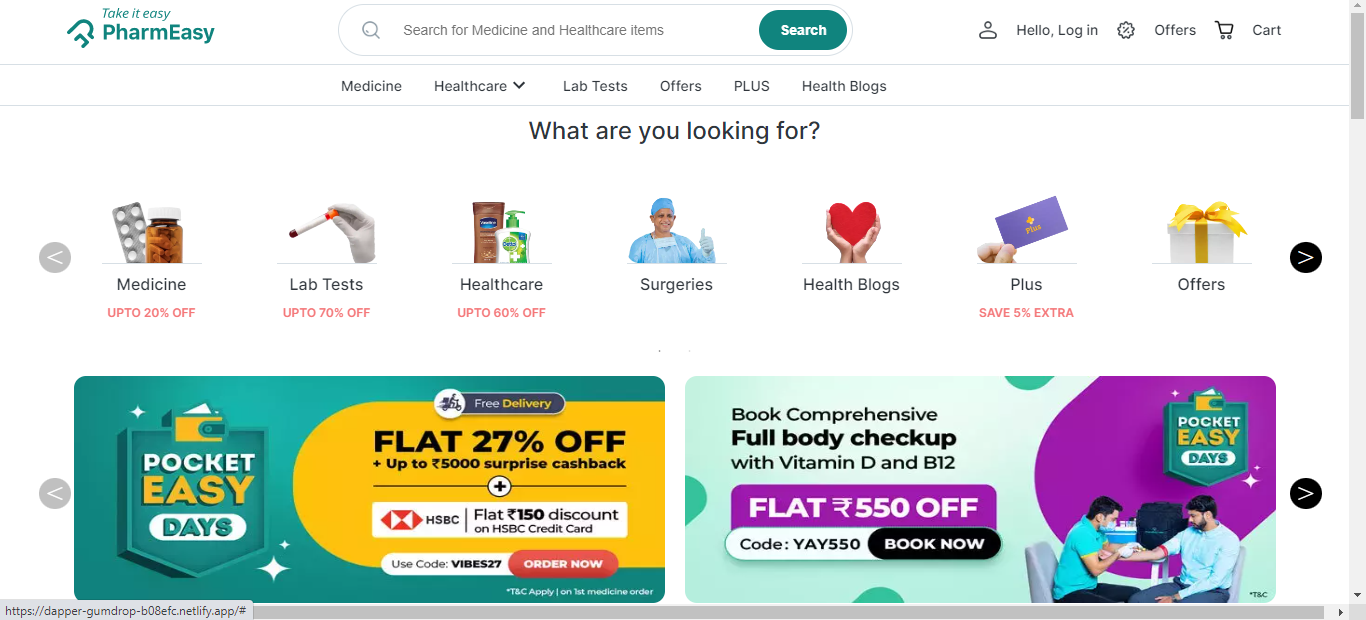 Take it easy
PharmEasy
Search for Medicine and Healthcare items
Search
Hello, Log in
Offers
Cart
Medicine
Healthcare
Lab Tests
Offers
PLUS
Health Blogs
What are you looking for?
Vaseline
Dettol
Plus
<
>
Medicine
Lab Tests
Healthcare
Surgeries
Health Blogs
Plus
Offers
UPTO 20% OFF
UPTO 70% OFF
UPTO 60% OFF
SAVE 5% EXTRA
<
POCKET
EASY
DAYS
Free Delivery
FLAT 27% OFF
+ Up to ₹5000 surprise cashback
+
HSBC
Flat ₹150 discount
on HSBC Credit Card
Use Code: VIBES27
ORDER NOW
*T&C Apply | on 1st medicine order
Book Comprehensive
Full body checkup
with Vitamin D and B12
FLAT ₹550 OFF
Code: YAY550
BOOK NOW
POCKET
EASY
DAYS
*T&C
>
https://dapper-gumdrop-b08efc.netlify.app/#